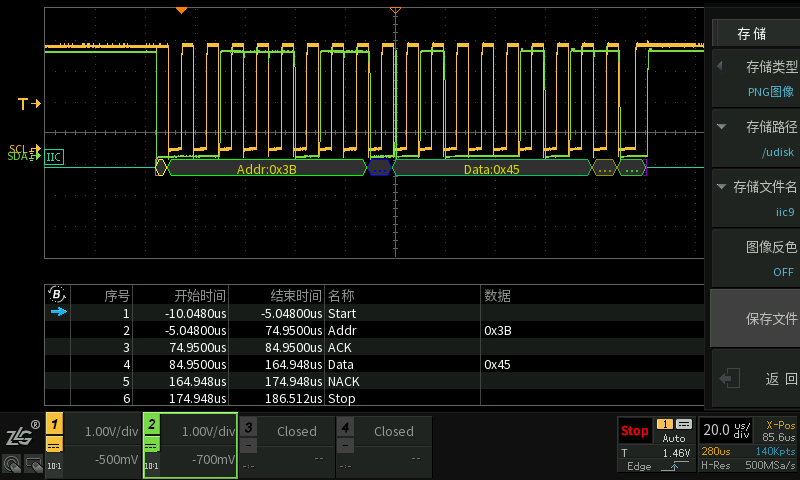 存储
存储类型
PNG图像
存储路径
/udisk
存储文件名
iic9
图像反色
OFF
保存文件
返回
T
SCL
SDA
IIC
Addr:0x3B
...
Data:0x45
...
...
B 序号 开始时间 结束时间 名称 数据
1 -10.0480us -5.04800us Start
2 -5.04800us 74.9500us Addr 0x3B
3 74.9500us 84.9500us ACK
4 84.9500us 164.948us Data 0x45
5 164.948us 174.948us NACK
6 174.948us 186.512us Stop
ZLG®
1 1.00V/div
10:1 -500mV
2 1.00V/div
10:1 -700mV
3 Closed
-:- --
4 Closed
-:- --
Stop 1 Auto
T 1.46V
Edge
20.0 us/div X-Pos 85.6us
280us 140Kpts
H-Res 500MSa/s